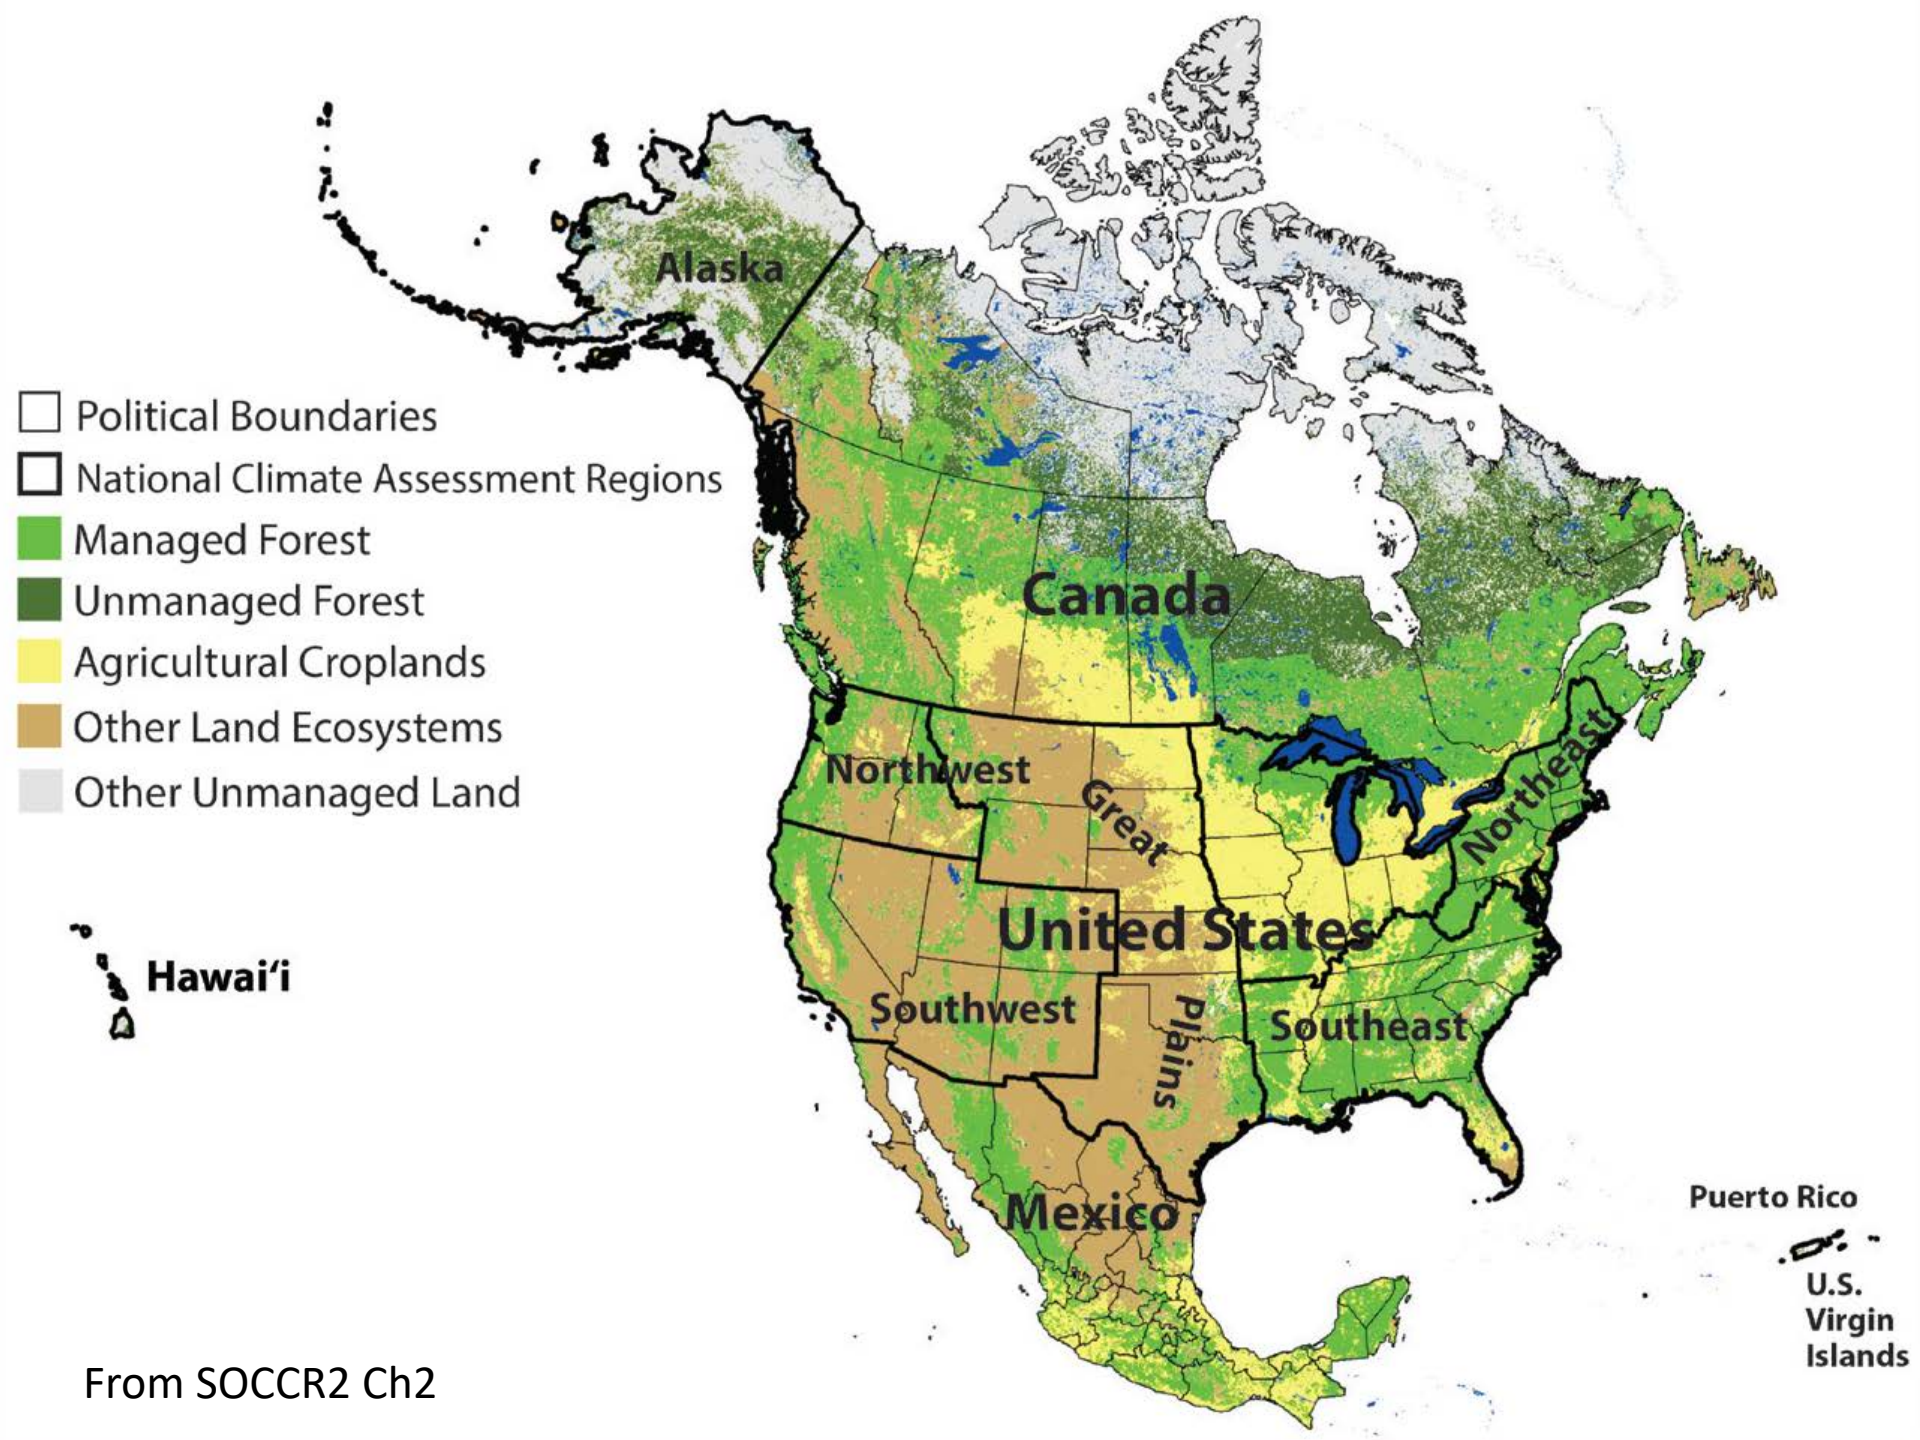 Political Boundaries
National Climate Assessment Regions
Managed Forest
Unmanaged Forest
Agricultural Croplands
Other Land Ecosystems
Other Unmanaged Land
Alaska
Canada
Northwest
Great
Plains
Northeast
United States
Southwest
Southeast
Hawaiʻi
Mexico
Puerto Rico
U.S.
Virgin
Islands
From SOCCR2 Ch2